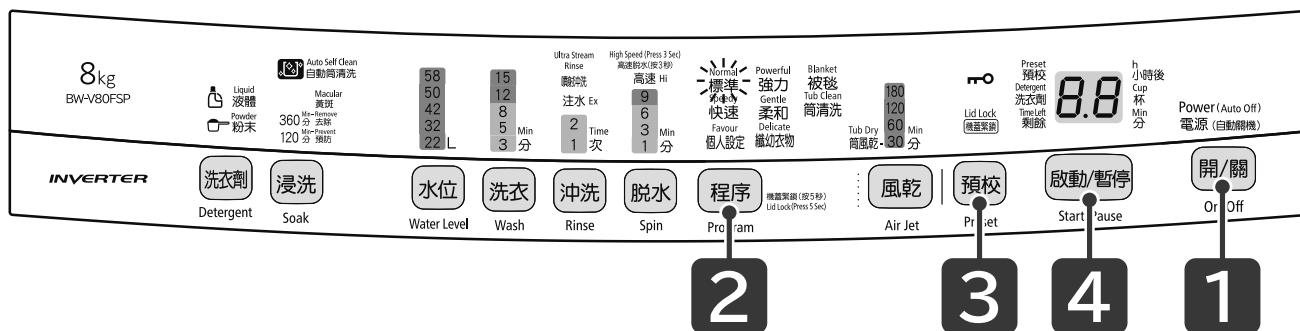 8kg
BW-V80FSP
Auto Self Clean
自動筒清洗
Liquid
液體
Powder
粉末
Macular
黃斑
360 Min-Remove
分 去除
120 Min-Prevent
分 預防
58
50
42
32
22 L
15
12
8
5 Min
3 分
Ultra Stream
Rinse
注水 Ex
2 Time
1 次
High Speed (Press 3 Sec)
高速脱水(按3秒)
高速 Hi
9
6
3 Min
1 分
Normal
標準
Speedy
快速
Favour
個人設定
Powerful
強力
Gentle
柔和
Delicate
纖幼衣物
Blanket
被毯
Tub Clean
筒清洗
180
120
60 Min
Tub Dry
筒風乾-30 分
Lid Lock
機蓋緊鎖
Preset
預校
Detergent
洗衣劑
Time Left
剩餘
8.8
h
小時後
Cup
杯
Min
分
Power (Auto Off)
電源 (自動關機)
INVERTER
洗衣劑
Detergent
浸洗
Soak
水位
Water Level
洗衣
Wash
沖洗
Rinse
脱水
Spin
程序
Program
機蓋緊鎖(按5秒)
Lid Lock(Press 5 Sec)
風乾
Air Jet
預校
Preset
啟動/暫停
Start/Pause
開/關
On/Off
2
3
4
1